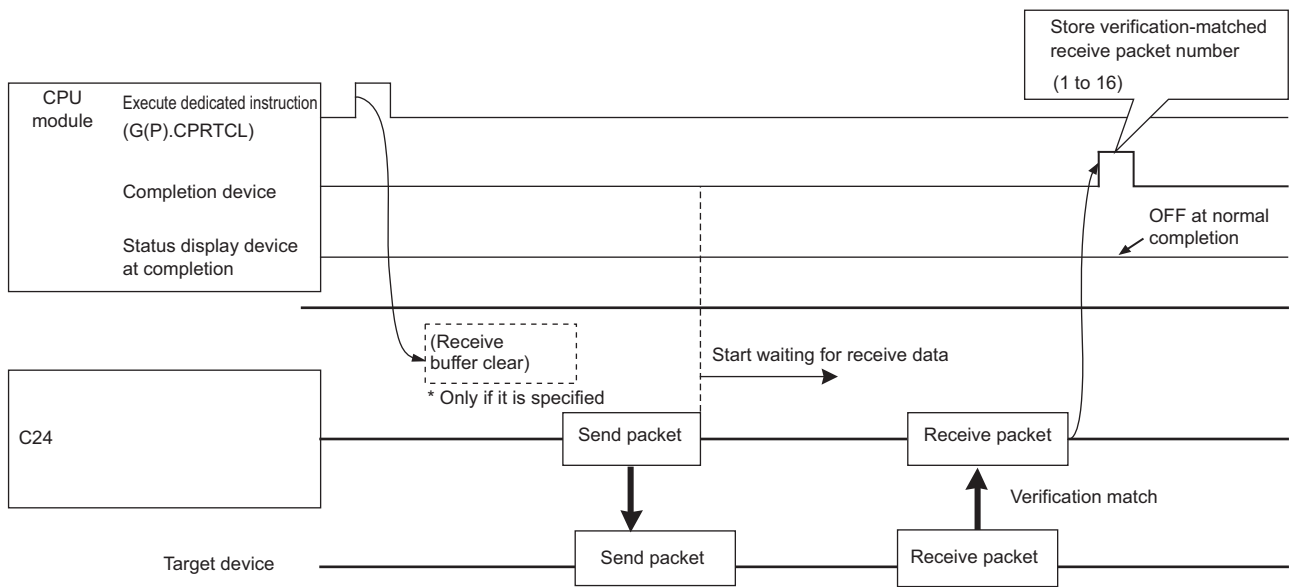 Store verification-matched
receive packet number
(1 to 16)
CPU
module
Execute dedicated instruction
(G(P).CPRTCL)
Completion device
OFF at normal
completion
Status display device
at completion
(Receive
buffer clear)
Start waiting for receive data
* Only if it is specified
C24
Send packet
Receive packet
Verification match
Target device
Send packet
Receive packet